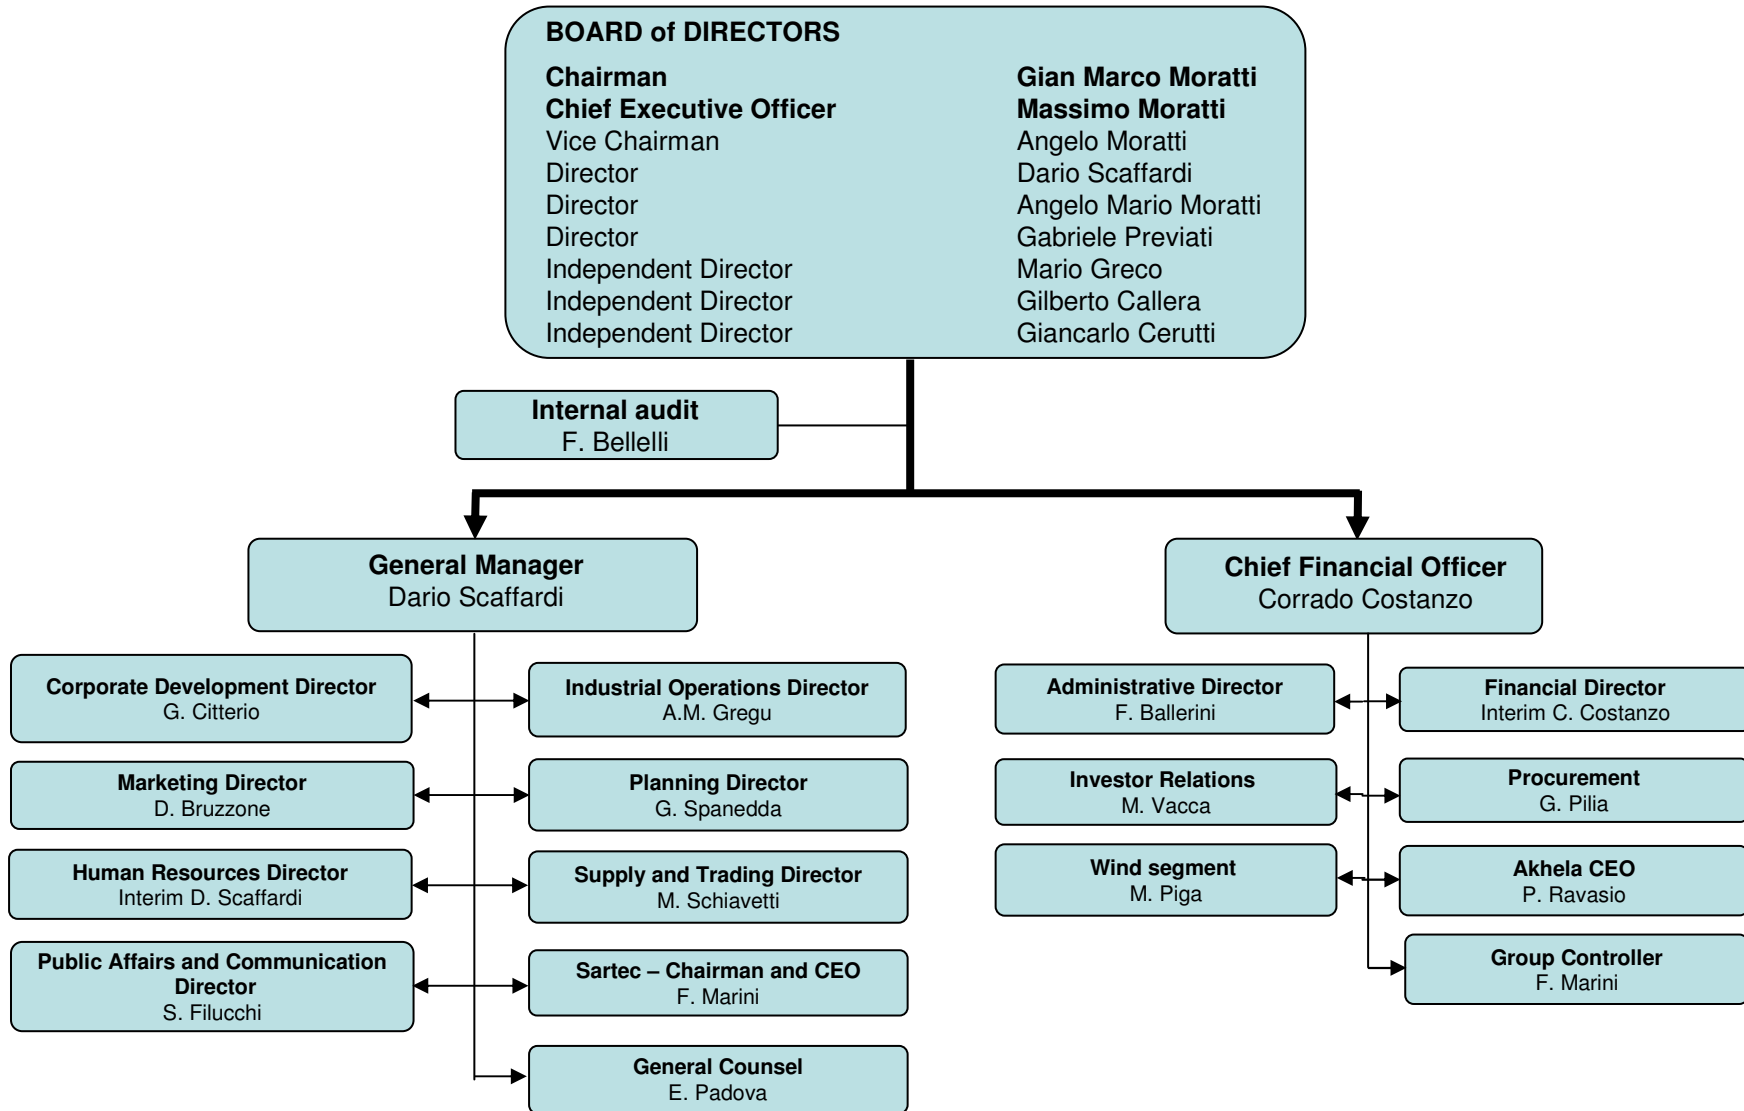 BOARD of DIRECTORS
Chairman Gian Marco Moratti
Chief Executive Officer Massimo Moratti
Vice Chairman Angelo Moratti
Director Dario Scaffardi
Director Angelo Mario Moratti
Director Gabriele Previati
Independent Director Mario Greco
Independent Director Gilberto Callera
Independent Director Giancarlo Cerutti
Internal audit
F. Bellelli
General Manager
Dario Scaffardi
Chief Financial Officer
Corrado Costanzo
Corporate Development Director
G. Citterio
Industrial Operations Director
A.M. Gregu
Administrative Director
F. Ballerini
Financial Director
Interim C. Costanzo
Marketing Director
D. Bruzzone
Planning Director
G. Spanedda
Investor Relations
M. Vacca
Procurement
G. Pilia
Human Resources Director
Interim D. Scaffardi
Supply and Trading Director
M. Schiavetti
Wind segment
M. Piga
Akhela CEO
P. Ravasio
Public Affairs and Communication
Director
S. Filucchi
Sartec – Chairman and CEO
F. Marini
Group Controller
F. Marini
General Counsel
E. Padova